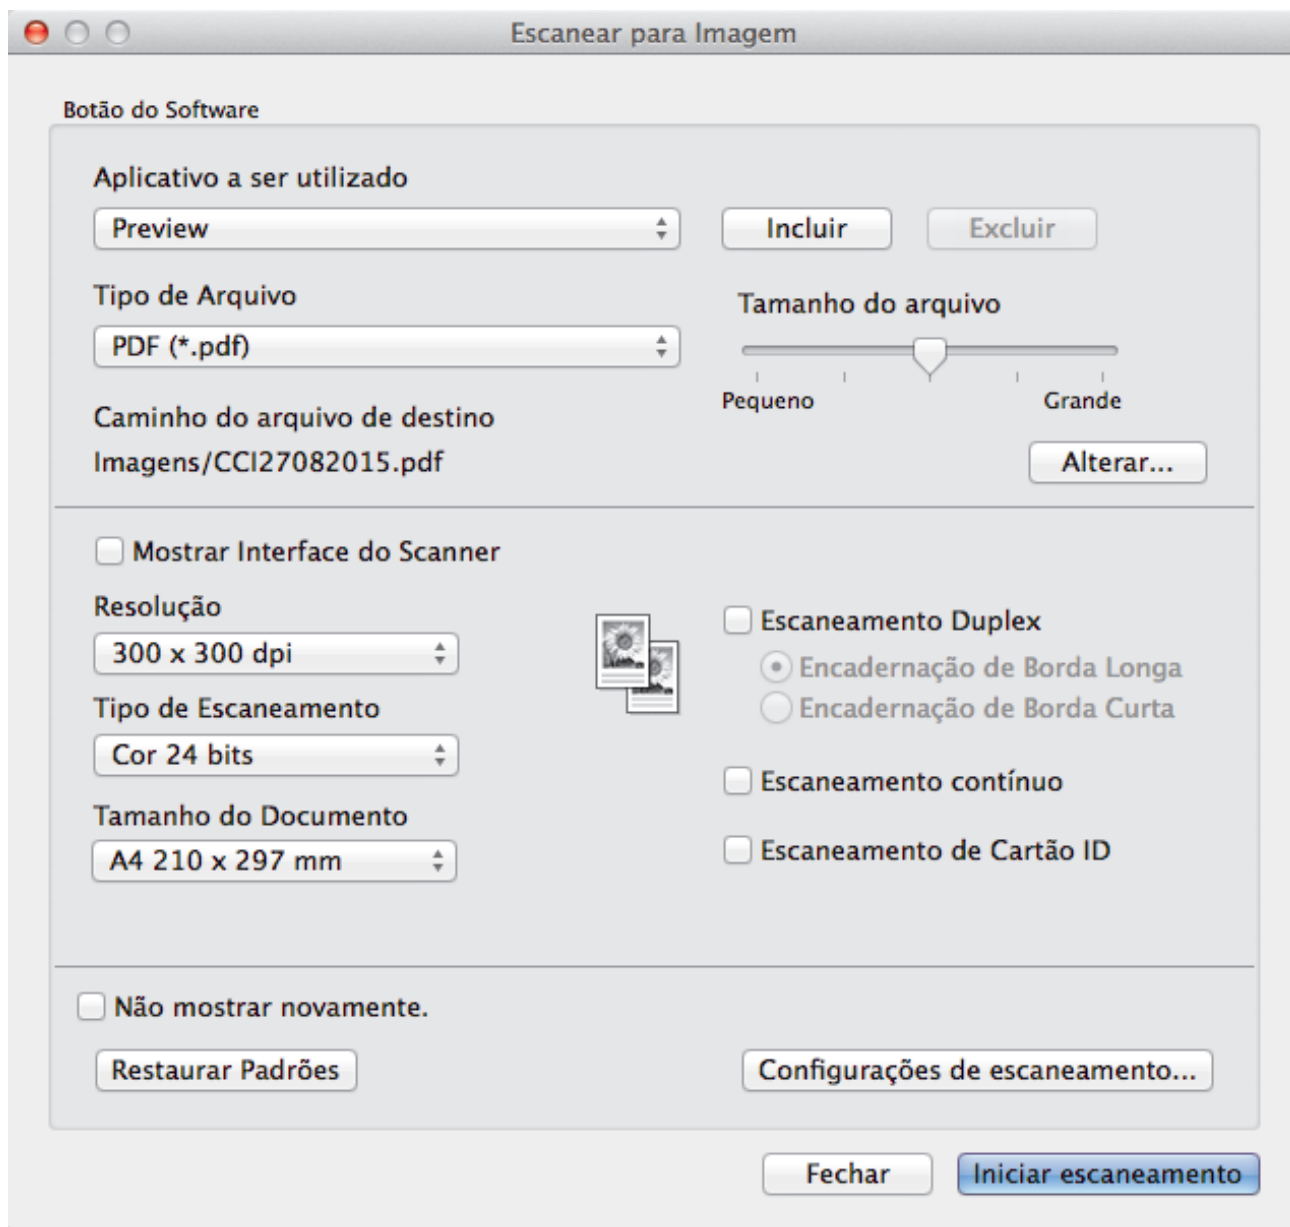 Escanear para Imagem
Botão do Software
Aplicativo a ser utilizado
Preview
Incluir
Excluir
Tipo de Arquivo
Tamanho do arquivo
PDF (*.pdf)
Pequeno
Grande
Caminho do arquivo de destino
Imagens/CCI27082015.pdf
Alterar...
Mostrar Interface do Scanner
Resolução
Escaneamento Duplex
300 x 300 dpi
Encadernação de Borda Longa
Tipo de Escaneamento
Encadernação de Borda Curta
Cor 24 bits
Escaneamento contínuo
Tamanho do Documento
A4 210 x 297 mm
Escaneamento de Cartão ID
Não mostrar novamente.
Restaurar Padrões
Configurações de escaneamento...
Fechar
Iniciar escaneamento